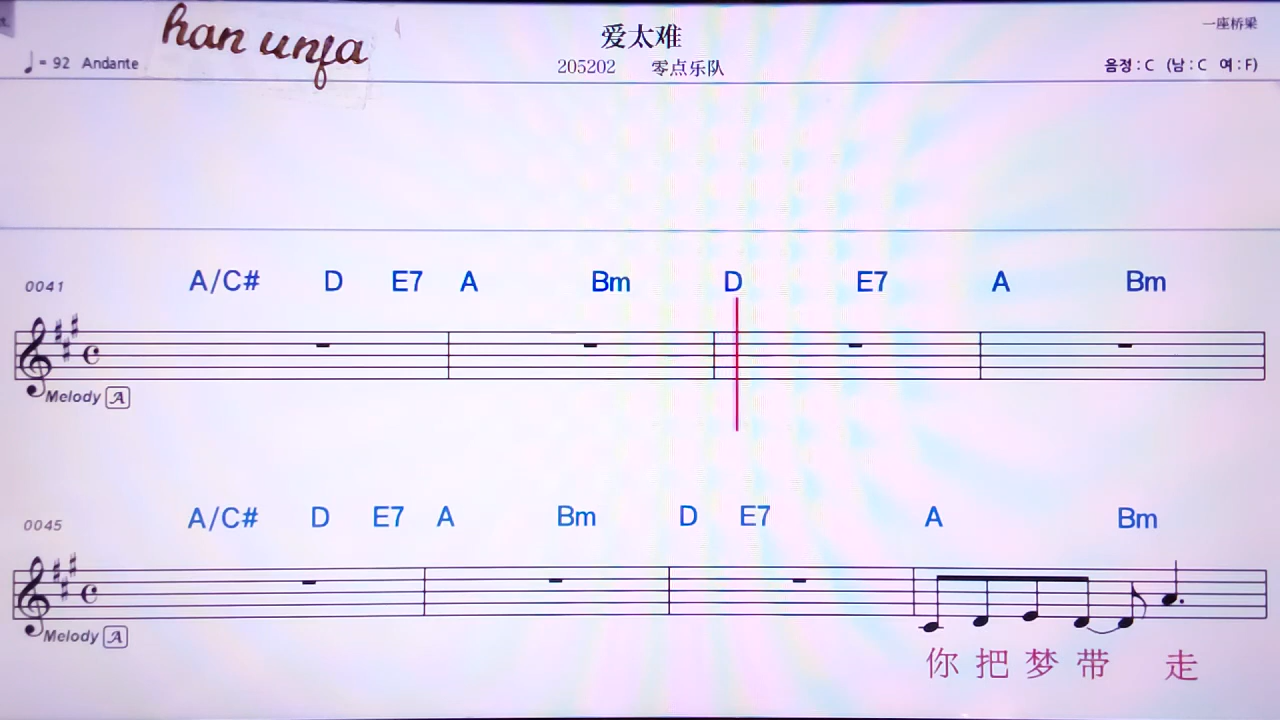 han unfa
爱太难
一座桥梁
♩= 92 Andante
205202 零点乐队
음정 : C (남 : C 여 : F)
0041 A/C# D E7 A Bm D E7 A Bm
Melody A
0045 A/C# D E7 A Bm D E7 A Bm
Melody A
你 把 梦 带 走